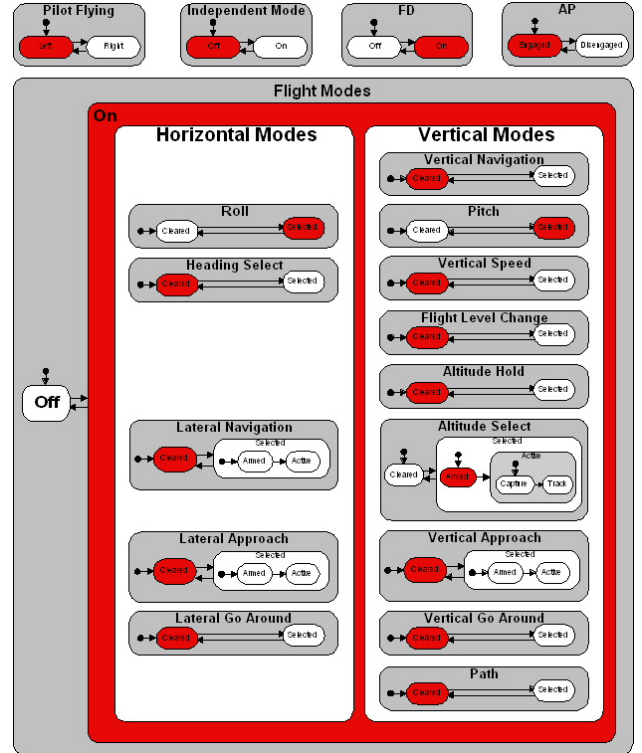 Pilot Flying
Left
Right
Independent Mode
Off
On
FD
Off
On
AP
Engaged
Disengaged
Flight Modes
On
Off
Horizontal Modes
Roll
Cleared
Selected
Heading Select
Cleared
Selected
Lateral Navigation
Cleared
Selected
Armed
Active
Lateral Approach
Cleared
Selected
Armed
Active
Lateral Go Around
Cleared
Selected
Vertical Modes
Vertical Navigation
Cleared
Selected
Pitch
Cleared
Selected
Vertical Speed
Cleared
Selected
Flight Level Change
Cleared
Selected
Altitude Hold
Cleared
Selected
Altitude Select
Cleared
Selected
Armed
Active
Capture
Track
Vertical Approach
Cleared
Selected
Armed
Active
Vertical Go Around
Cleared
Selected
Path
Cleared
Selected